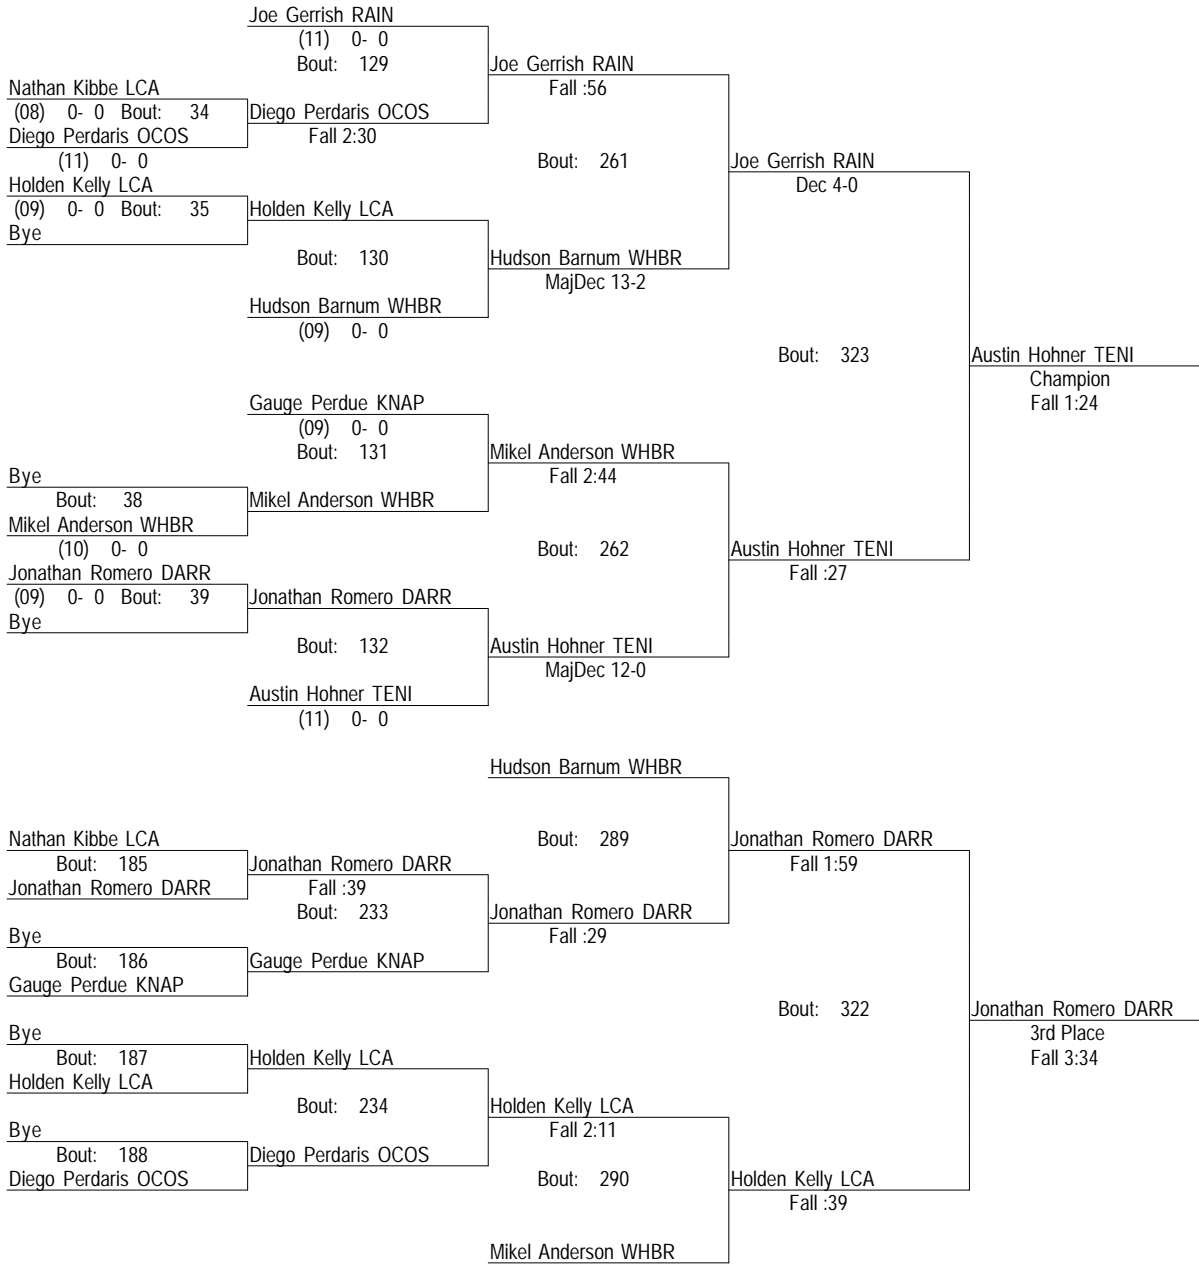 Joe Gerrish RAIN
(11) 0- 0
Bout: 129
Joe Gerrish RAIN
Fall :56
Nathan Kibbe LCA
(08) 0- 0 Bout: 34
Diego Perdaris OCOS
Fall 2:30
Diego Perdaris OCOS
(11) 0- 0
Bout: 261
Joe Gerrish RAIN
Dec 4-0
Holden Kelly LCA
(09) 0- 0 Bout: 35
Holden Kelly LCA
Bye
Bout: 130
Hudson Barnum WHBR
MajDec 13-2
Hudson Barnum WHBR
(09) 0- 0
Bout: 323
Austin Hohner TENI
Champion
Fall 1:24
Gauge Perdue KNAP
(09) 0- 0
Bout: 131
Mikel Anderson WHBR
Fall 2:44
Bye
Bout: 38
Mikel Anderson WHBR
Mikel Anderson WHBR
(10) 0- 0
Bout: 262
Austin Hohner TENI
Fall :27
Jonathan Romero DARR
(09) 0- 0 Bout: 39
Jonathan Romero DARR
Bye
Bout: 132
Austin Hohner TENI
MajDec 12-0
Austin Hohner TENI
(11) 0- 0
Hudson Barnum WHBR
Nathan Kibbe LCA
Bout: 185
Jonathan Romero DARR
Jonathan Romero DARR
Fall :39
Bout: 289
Jonathan Romero DARR
Fall 1:59
Bout: 233
Jonathan Romero DARR
Fall :29
Bye
Bout: 186
Gauge Perdue KNAP
Gauge Perdue KNAP
Bout: 322
Jonathan Romero DARR
3rd Place
Fall 3:34
Bye
Bout: 187
Holden Kelly LCA
Holden Kelly LCA
Bout: 234
Holden Kelly LCA
Fall 2:11
Bye
Bout: 188
Diego Perdaris OCOS
Diego Perdaris OCOS
Bout: 290
Holden Kelly LCA
Fall :39
Mikel Anderson WHBR